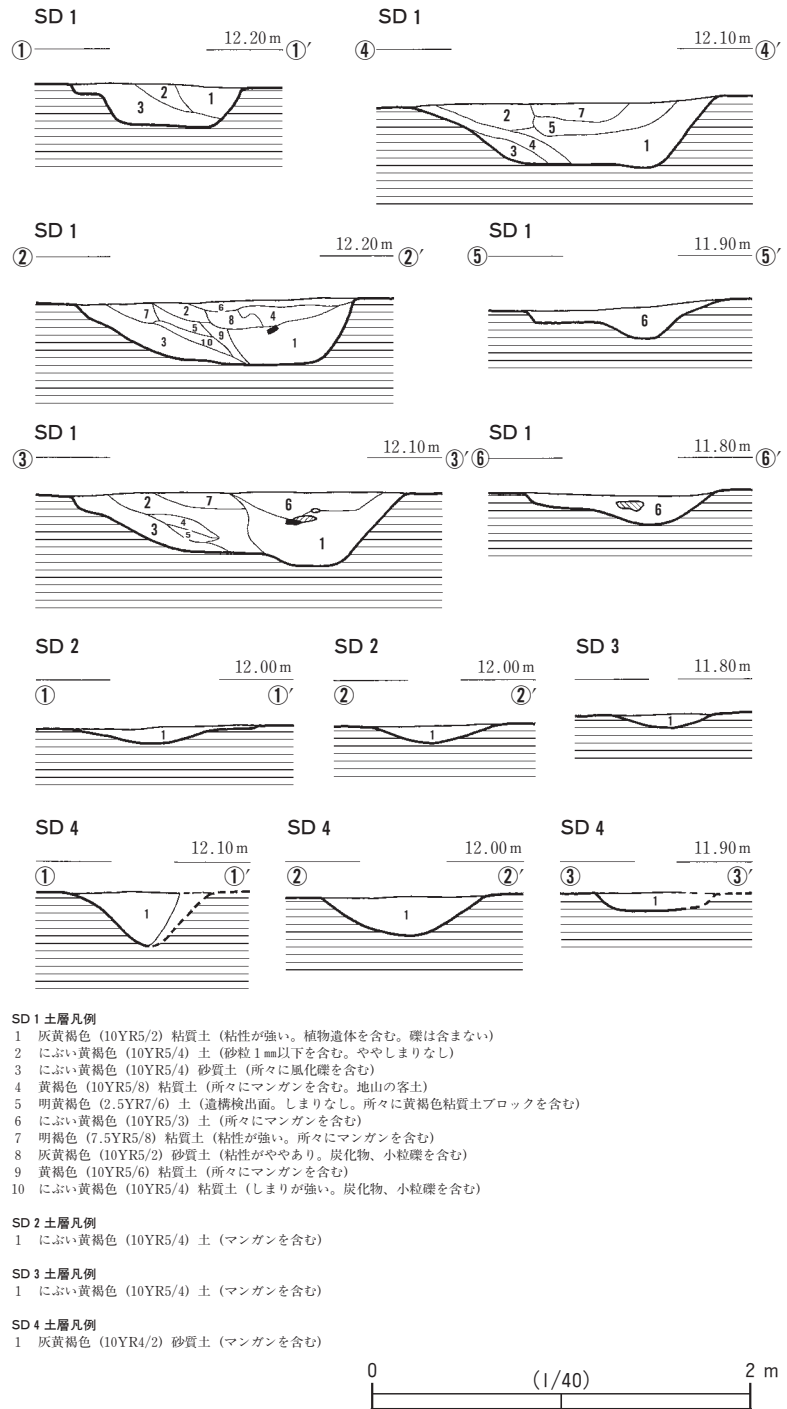 SD 1
① 12.20m ①′
2 1
3
SD 1
④ 12.10m ④′
2 7
5
4 1
3
SD 1
② 12.20m ②′
7 2 6 4
8
5 9
3 10 1
SD 1
⑤ 11.90m ⑤′
6
SD 1
③ 12.10m ③′
2 7 6
4
3 5 1
SD 1
⑥ 11.80m ⑥′
6
SD 2
12.00m
① ①′
1
SD 2
12.00m
② ②′
1
SD 3
11.80m
1
SD 4
12.10m
① ①′
1
SD 4
12.00m
② ②′
1
SD 4
11.90m
③ ③′
1
SD 1 土層凡例
1 灰黄褐色 (10YR5/2) 粘質土 (粘性が強い。植物遺体を含む。礫は含まない)
2 にぶい黄褐色 (10YR5/4) 土 (砂粒1㎜以下を含む。ややしまりなし)
3 にぶい黄褐色 (10YR5/4) 砂質土 (所々に風化礫を含む)
4 黄褐色 (10YR5/8) 粘質土 (所々にマンガンを含む。地山の客土)
5 明黄褐色 (2.5YR7/6) 土 (遺構検出面。しまりなし。所々に黄褐色粘質土ブロックを含む)
6 にぶい黄褐色 (10YR5/3) 土 (所々にマンガンを含む)
7 明褐色 (7.5YR5/8) 粘質土 (粘性が強い。所々にマンガンを含む)
8 灰黄褐色 (10YR5/2) 砂質土 (粘性がややあり。炭化物、小粒礫を含む)
9 黄褐色 (10YR5/6) 粘質土 (所々にマンガンを含む)
10 にぶい黄褐色 (10YR5/4) 粘質土 (しまりが強い。炭化物、小粒礫を含む)
SD 2 土層凡例
1 にぶい黄褐色 (10YR5/4) 土 (マンガンを含む)
SD 3 土層凡例
1 にぶい黄褐色 (10YR5/4) 土 (マンガンを含む)
SD 4 土層凡例
1 灰黄褐色 (10YR4/2) 砂質土 (マンガンを含む)
0 (1/40) 2 m